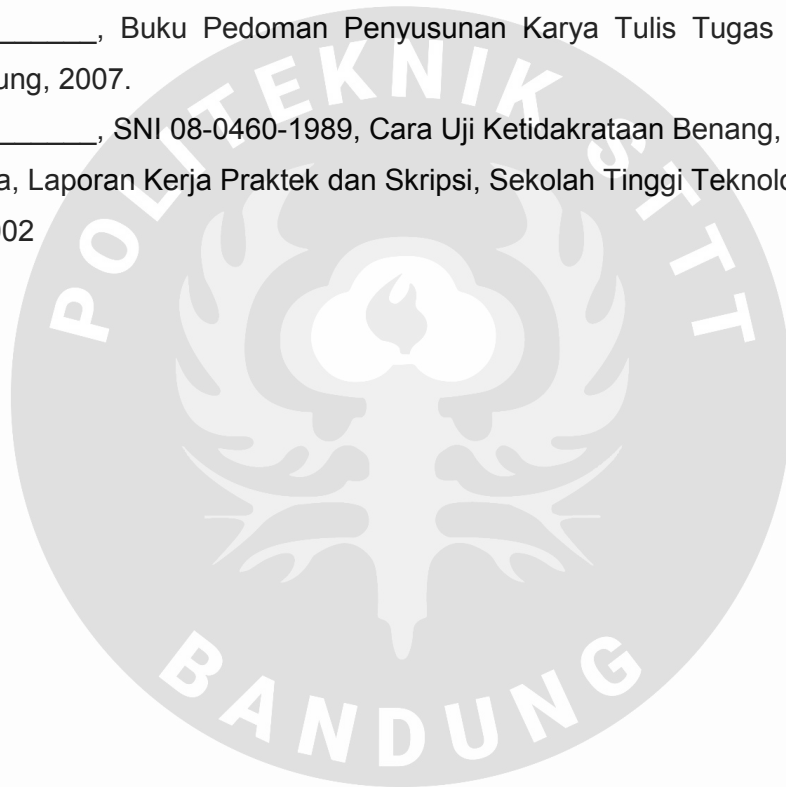 ______, Buku Pedoman Penyusunan Karya Tulis Tugas
ung, 2007.
______, SNI 08-0460-1989, Cara Uji Ketidakrataan Benang,
a, Laporan Kerja Praktek dan Skripsi, Sekolah Tinggi Teknolo
02
POLITEKNIK STTT
BANDUNG